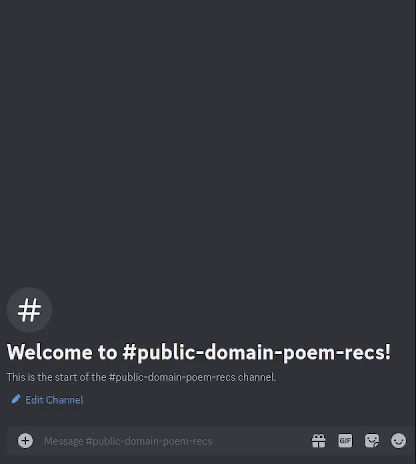 #
Welcome to #public-domain-poem-recs!
This is the start of the #public-domain-poem-recs channel.
Edit Channel
Message #public-domain-poem-recs GIF